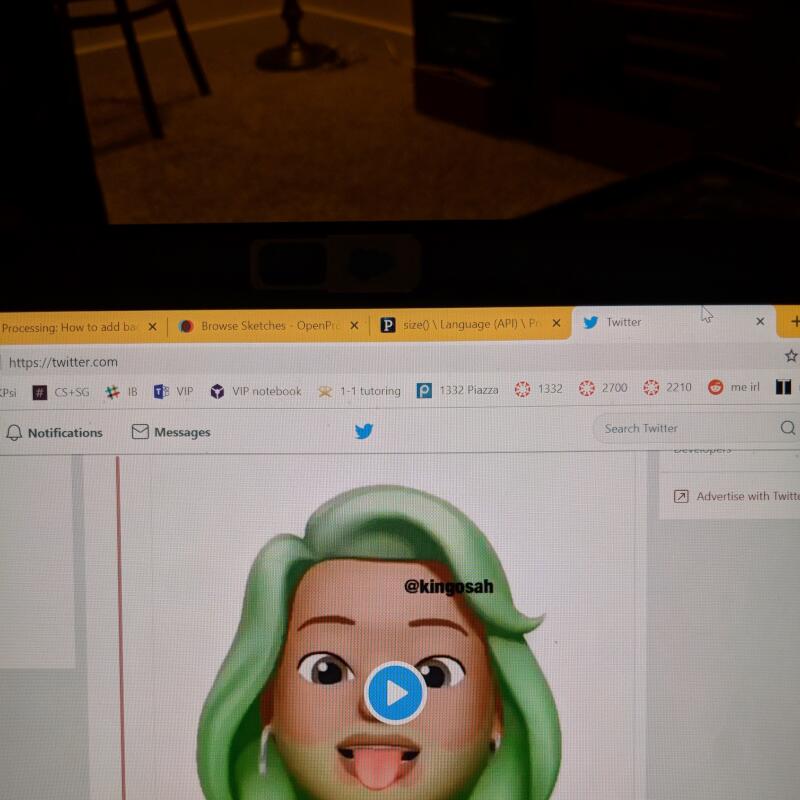 Processing: How to add ba
Browse Sketches - OpenPro
size() \ Language (API) \ Pr
Twitter
https://twitter.com
KPsi
CS+SG
IB
VIP
VIP notebook
1-1 tutoring
1332 Piazza
1332
2700
2210
me irl
Notifications
Messages
Search Twitter
Developers
Advertise with Twitte
@kingosah